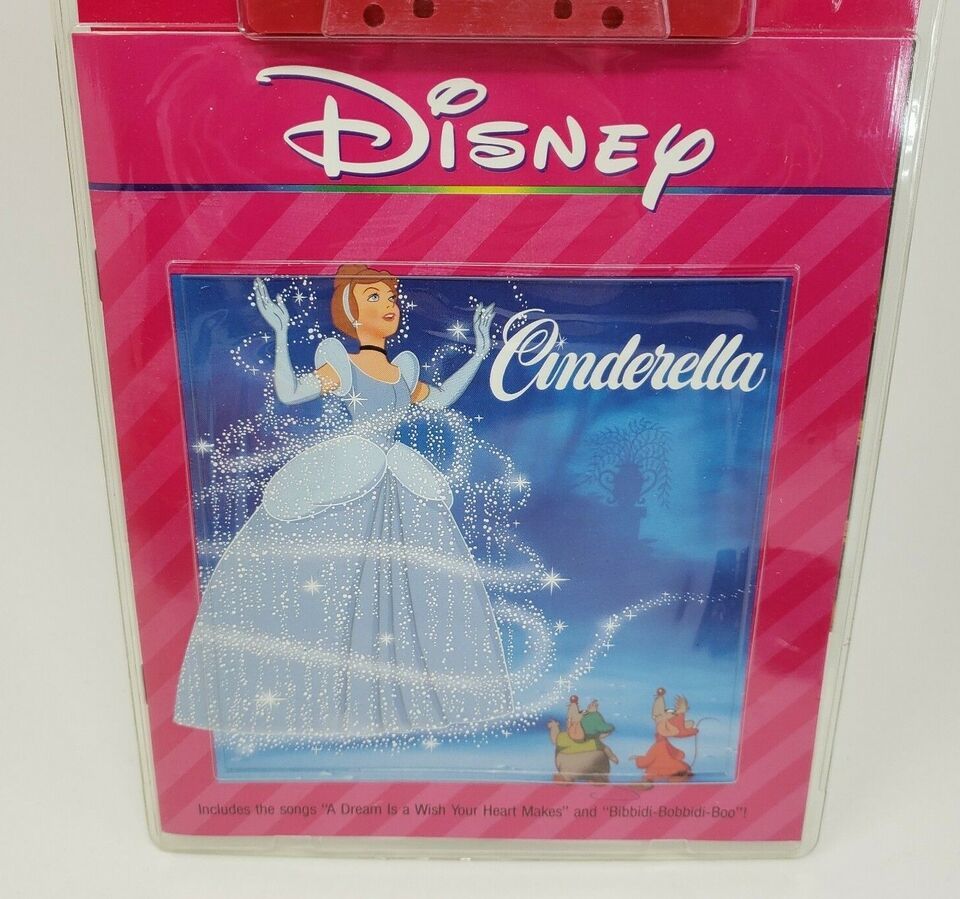 Disney
Cinderella
Includes the songs "A Dream Is a Wish Your Heart Makes" and "Bibbidi-Bobbidi-Boo"!